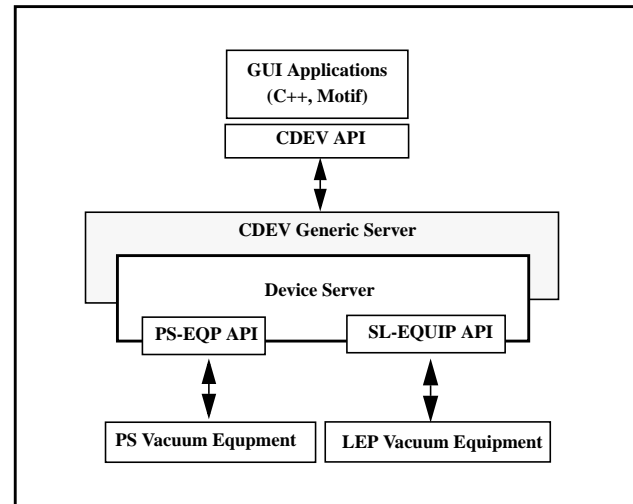 GUI Applications
(C++, Motif)
CDEV API
CDEV Generic Server
Device Server
PS-EQP API
SL-EQUIP API
PS Vacuum Equpment
LEP Vacuum Equipment